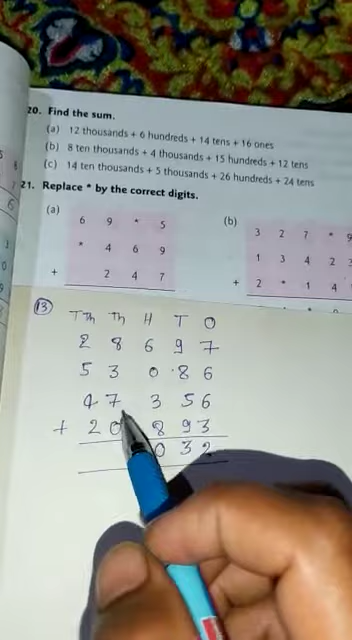 20. Find the sum.
(a) 12 thousands + 6 hundreds + 14 tens + 16 ones
(b) 8 ten thousands + 4 thousands + 15 hundreds + 12 tens
(c) 14 ten thousands + 5 thousands + 26 hundreds + 24 tens
21. Replace * by the correct digits.
(a)
6 9 * 5
* 4 6 9
+ 2 4 7
(b)
3 2 7 * 9
1 3 4 2 3
+ 2 * 1 4
13
TTh Th H T O
2 8 6 9 7
5 3 0 8 6
4 7 3 5 6
+ 2 0 8 9 3
0 3 2